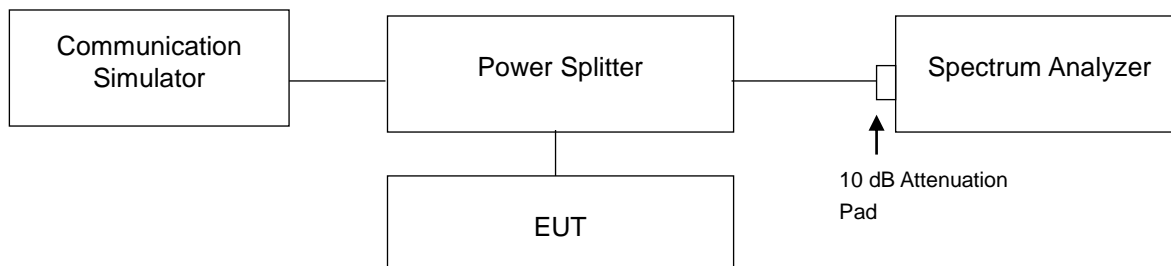 Communication
Simulator
Power Splitter
Spectrum Analyzer
10 dB Attenuation
Pad
EUT